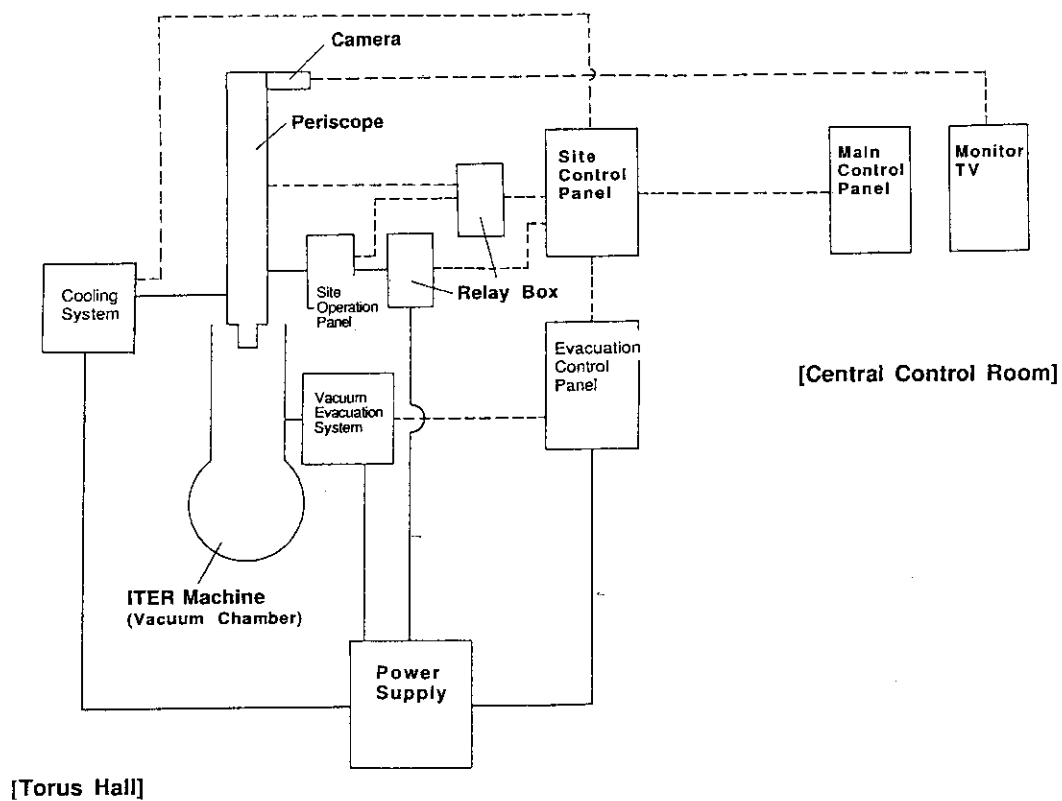 Camera
Periscope
Site
Control
Panel
Main
Control
Panel
Monitor
TV
Cooling
System
Site
Operation
Panel
Relay Box
Evacuation
Control
Panel
[Central Control Room]
Vacuum
Evacuation
System
ITER Machine
(Vacuum Chamber)
Power
Supply
[Torus Hall]